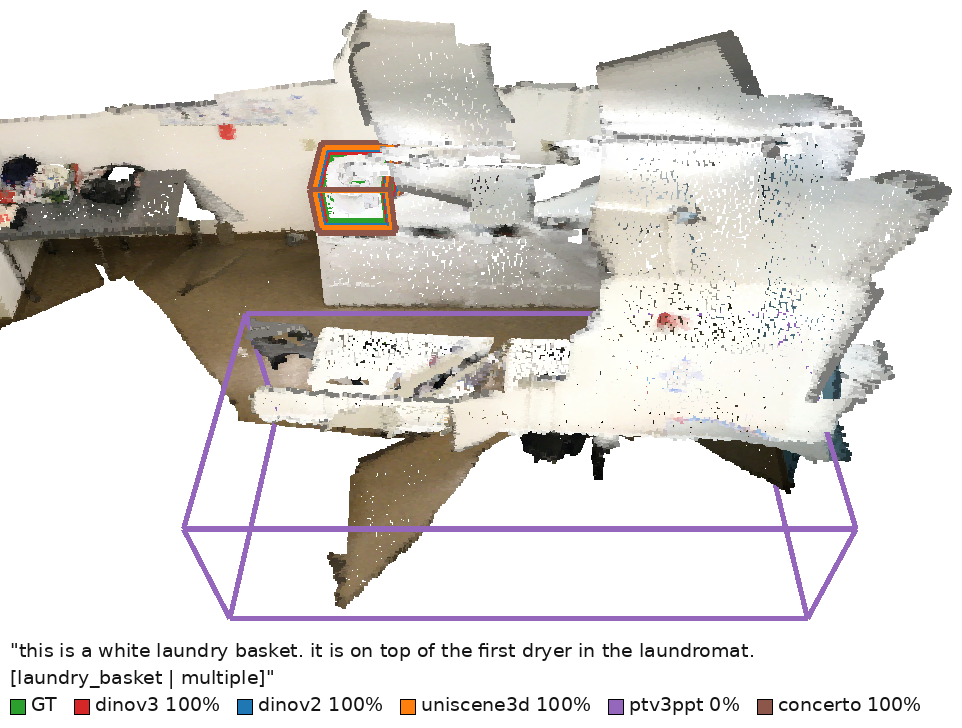 "this is a white laundry basket. it is on top of the first dryer in the laundromat.
[laundry_basket | multiple]"
GT dinov3 100% dinov2 100% uniscene3d 100% ptv3ppt 0% concerto 100%